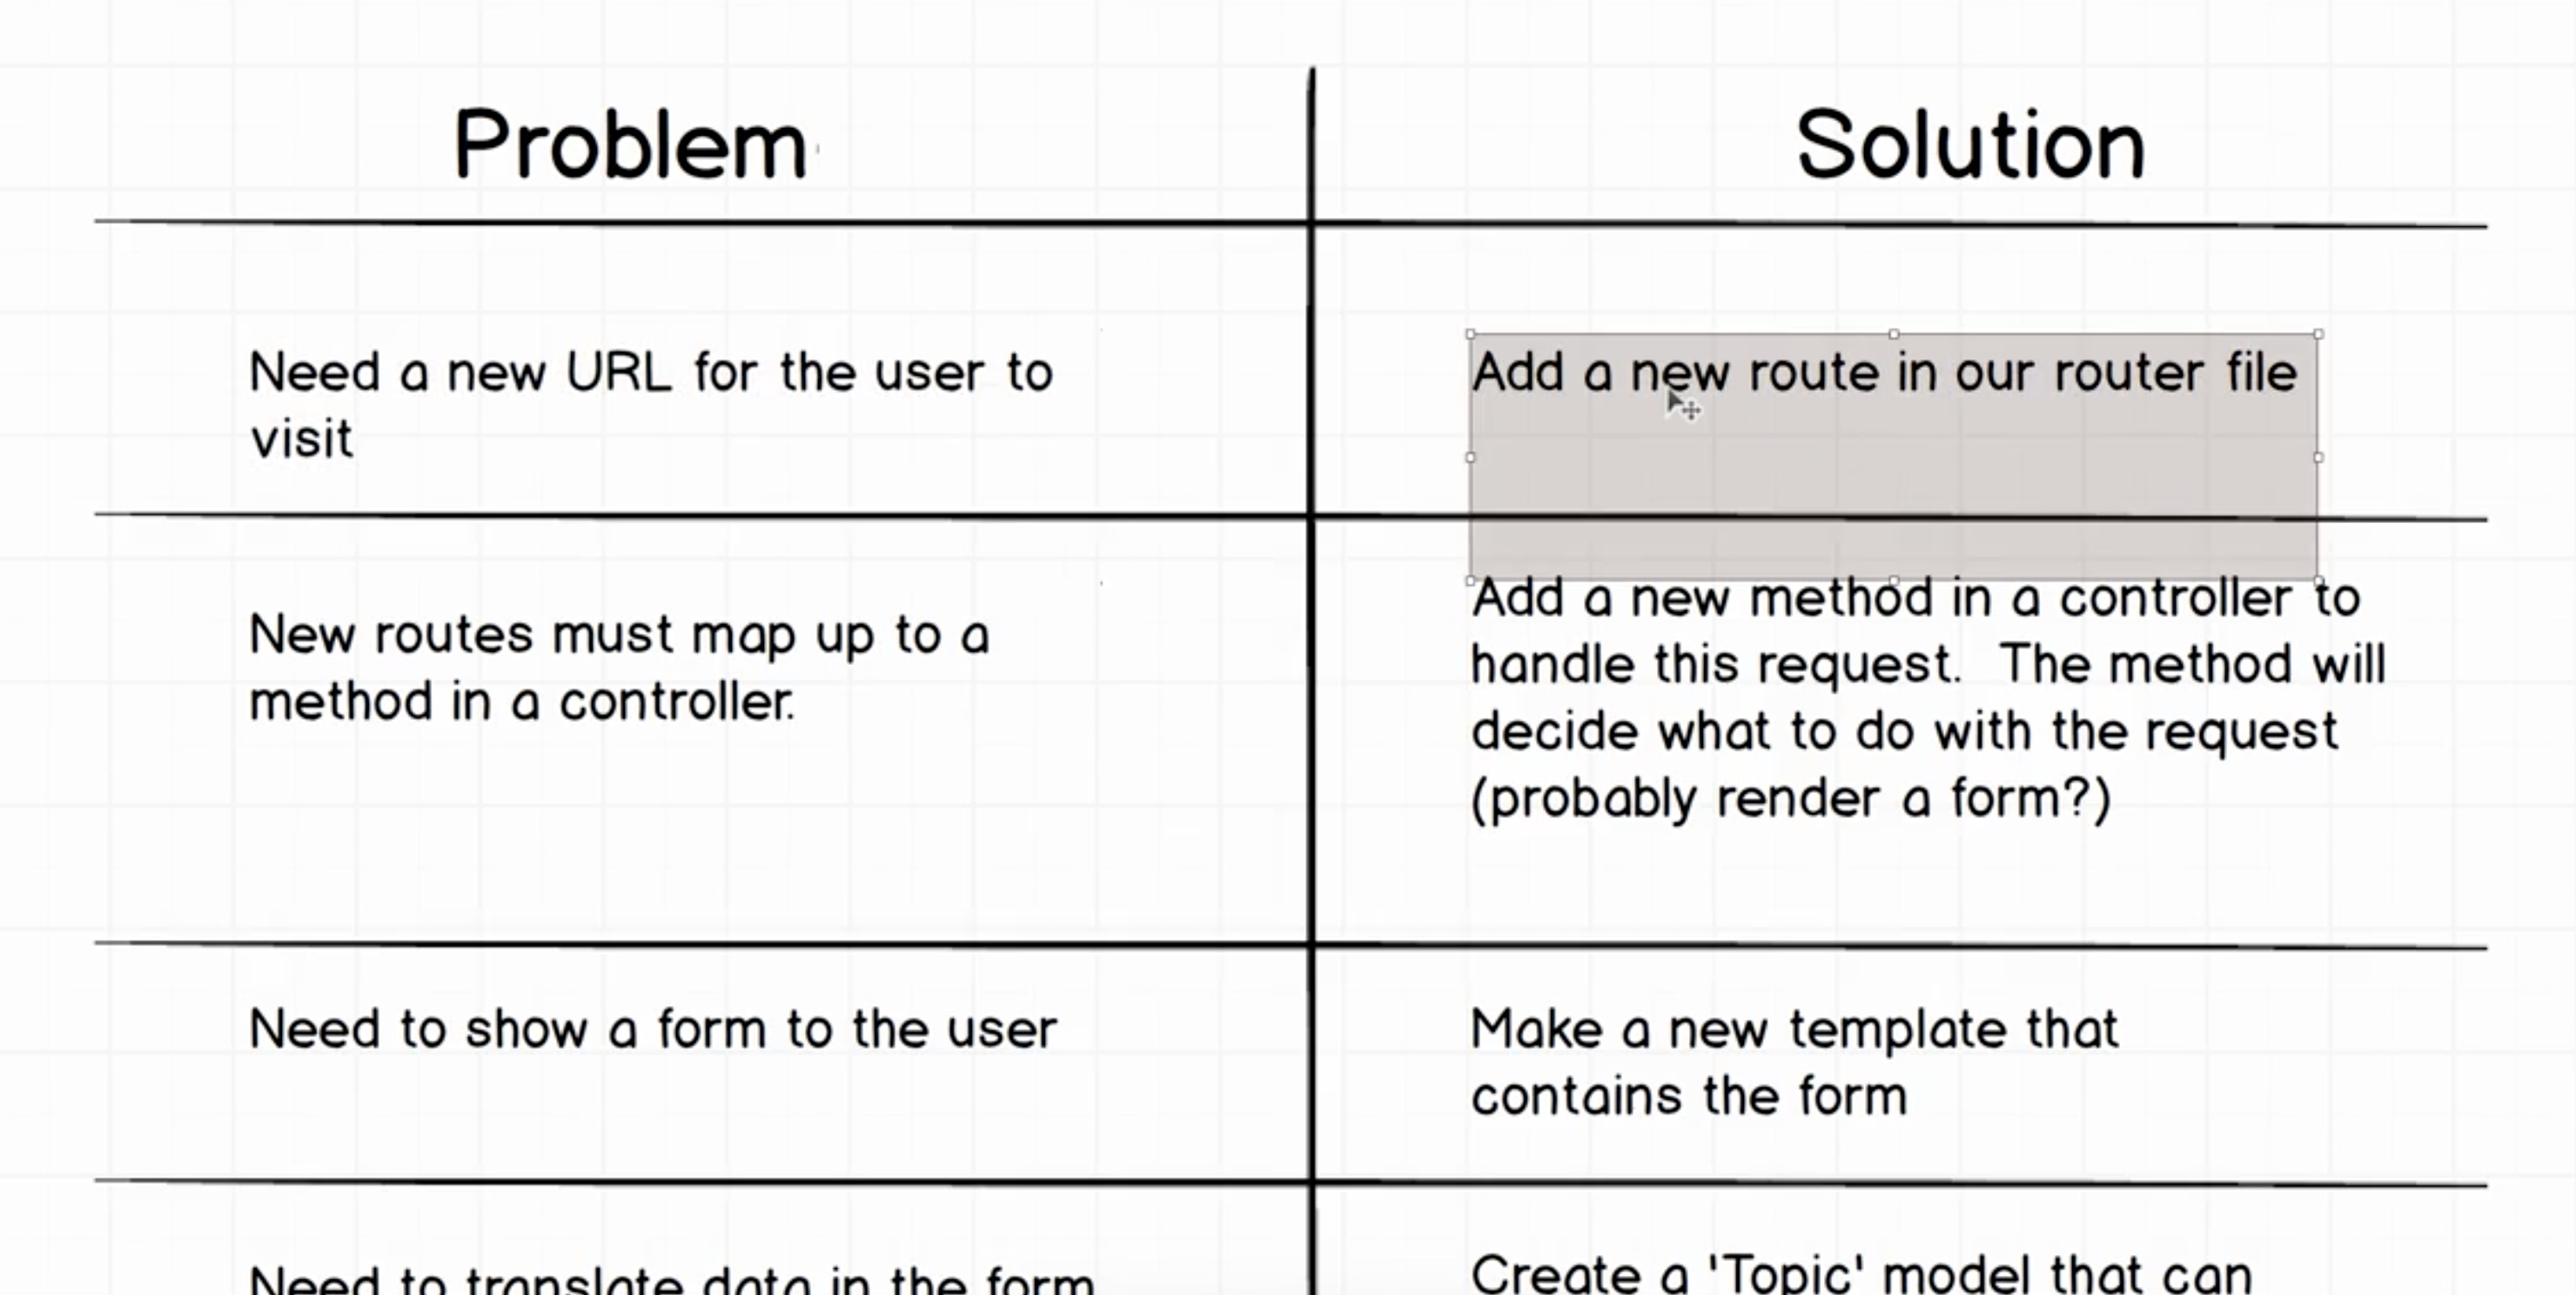 Problem
Solution
Need a new URL for the user to
visit
Add a new route in our router file
New routes must map up to a
method in a controller.
Add a new method in a controller to
handle this request.  The method will
decide what to do with the request
(probably render a form?)
Need to show a form to the user
Make a new template that
contains the form
Need to translate data in the form
Create a 'Topic' model that can